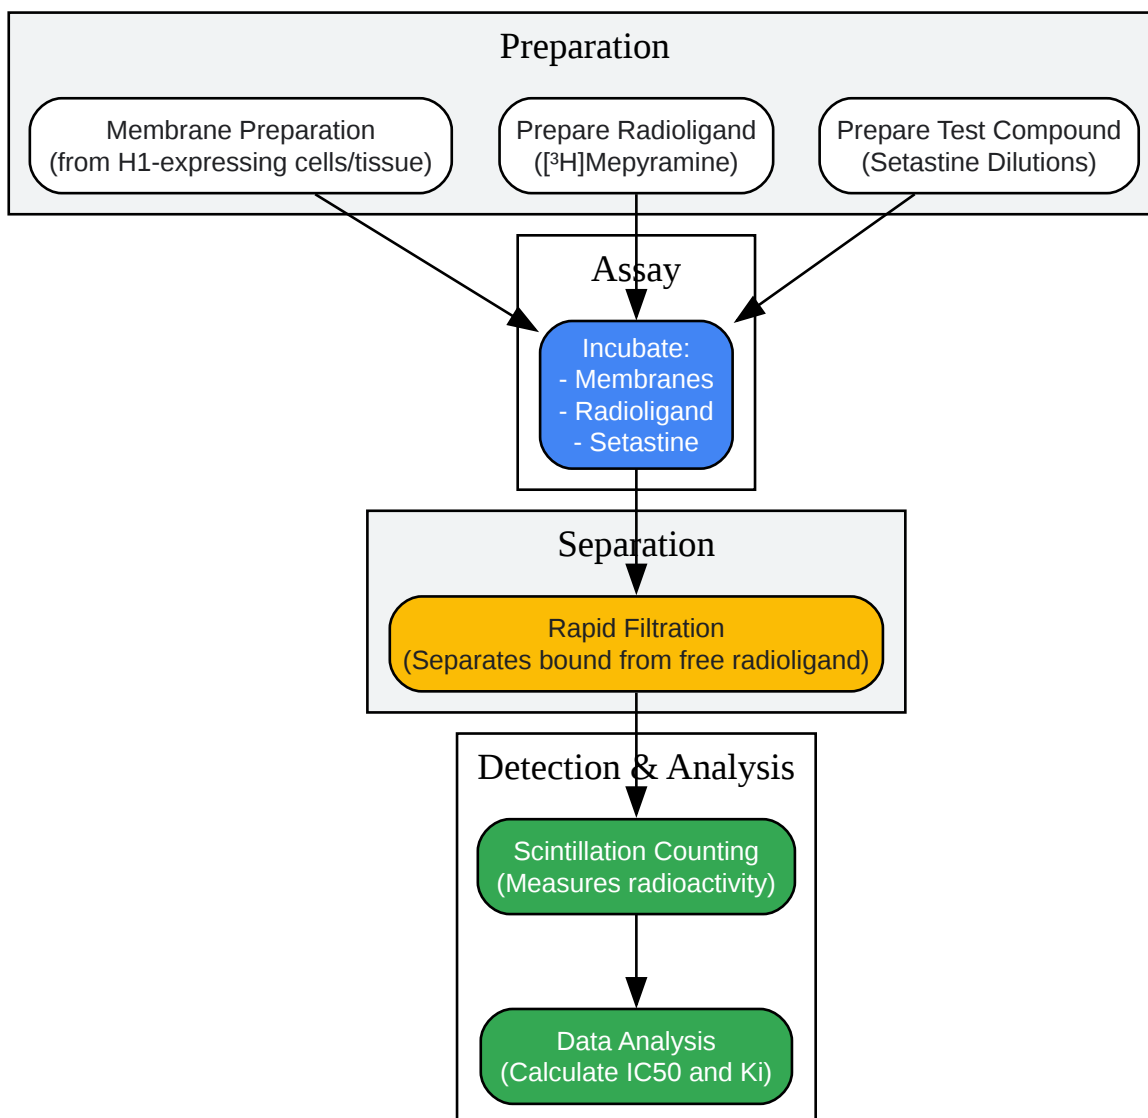 Preparation
Membrane Preparation
(from H1-expressing cells/tissue)
Prepare Radioligand
([³H]Mepyramine)
Prepare Test Compound
(Setastine Dilutions)
Assay
Incubate:
- Membranes
- Radioligand
- Setastine
Separation
Rapid Filtration
(Separates bound from free radioligand)
Detection & Analysis
Scintillation Counting
(Measures radioactivity)
Data Analysis
(Calculate IC50 and Ki)